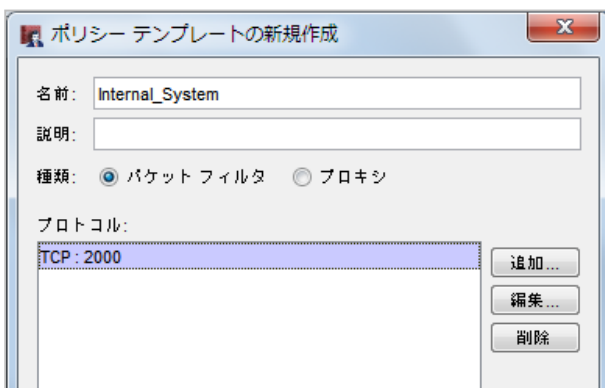 ポリシー テンプレートの新規作成
名前: Internal_System
説明:
種類: パケット フィルタ プロキシ
プロトコル:
TCP : 2000
追加...
編集...
削除